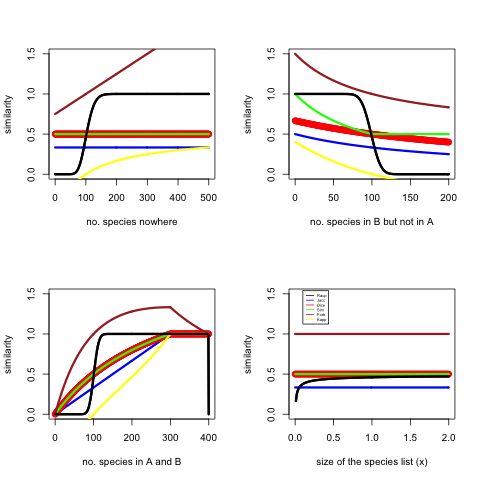 similarity
0.0 0.5 1.0 1.5
0 100 200 300 400 500
no. species nowhere
similarity
0.0 0.5 1.0 1.5
0 50 100 150 200
no. species in B but not in A
similarity
0.0 0.5 1.0 1.5
0 100 200 300 400
no. species in A and B
similarity
0.0 0.5 1.0 1.5
Raup
Jacc
Dice
Sim
Forb
Kapp
0.0 0.5 1.0 1.5 2.0
size of the species list (x)